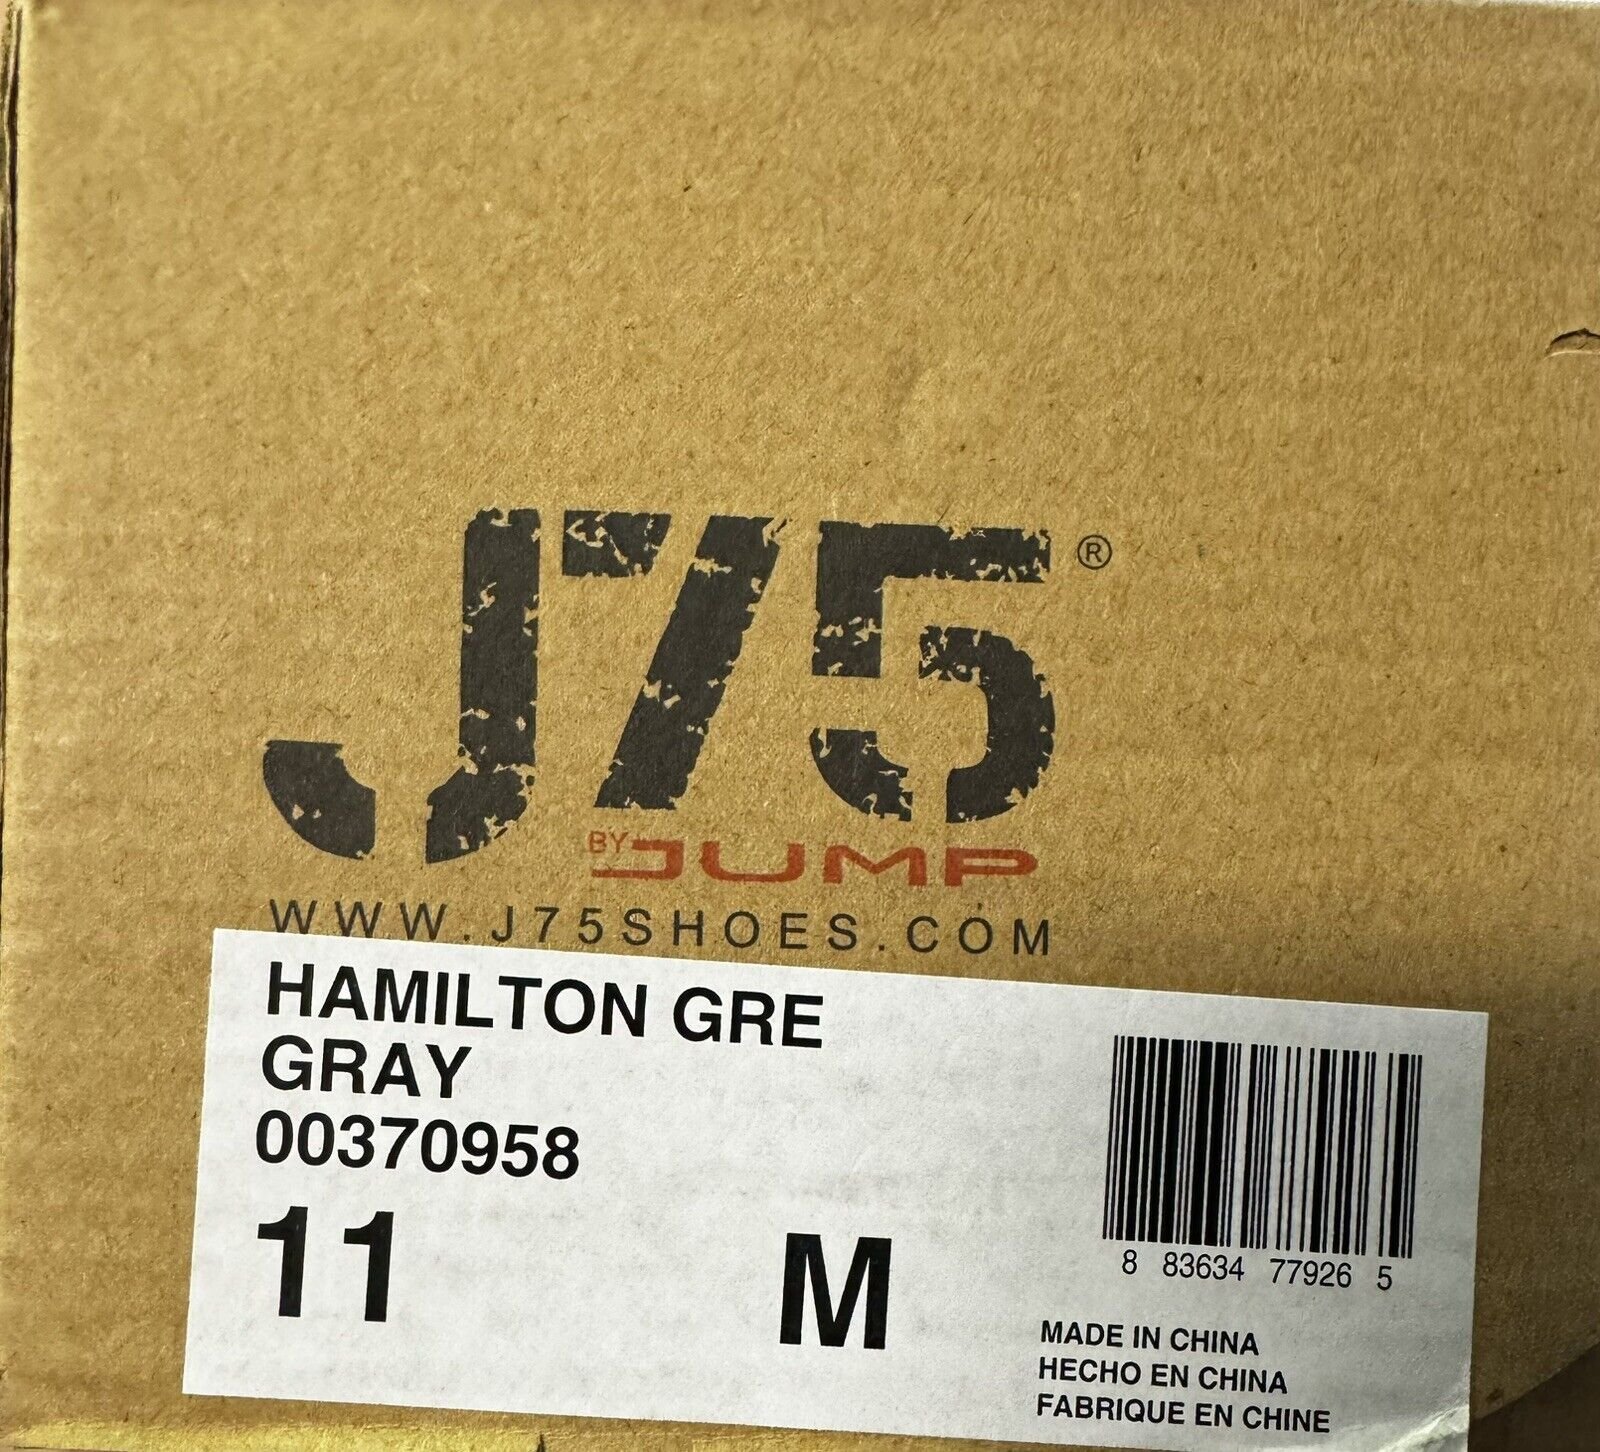 J75®
BY JUMP
WWW.J75SHOES.COM
HAMILTON GRE
GRAY
00370958
11 M
8 83634 77926 5
MADE IN CHINA
HECHO EN CHINA
FABRIQUE EN CHINE